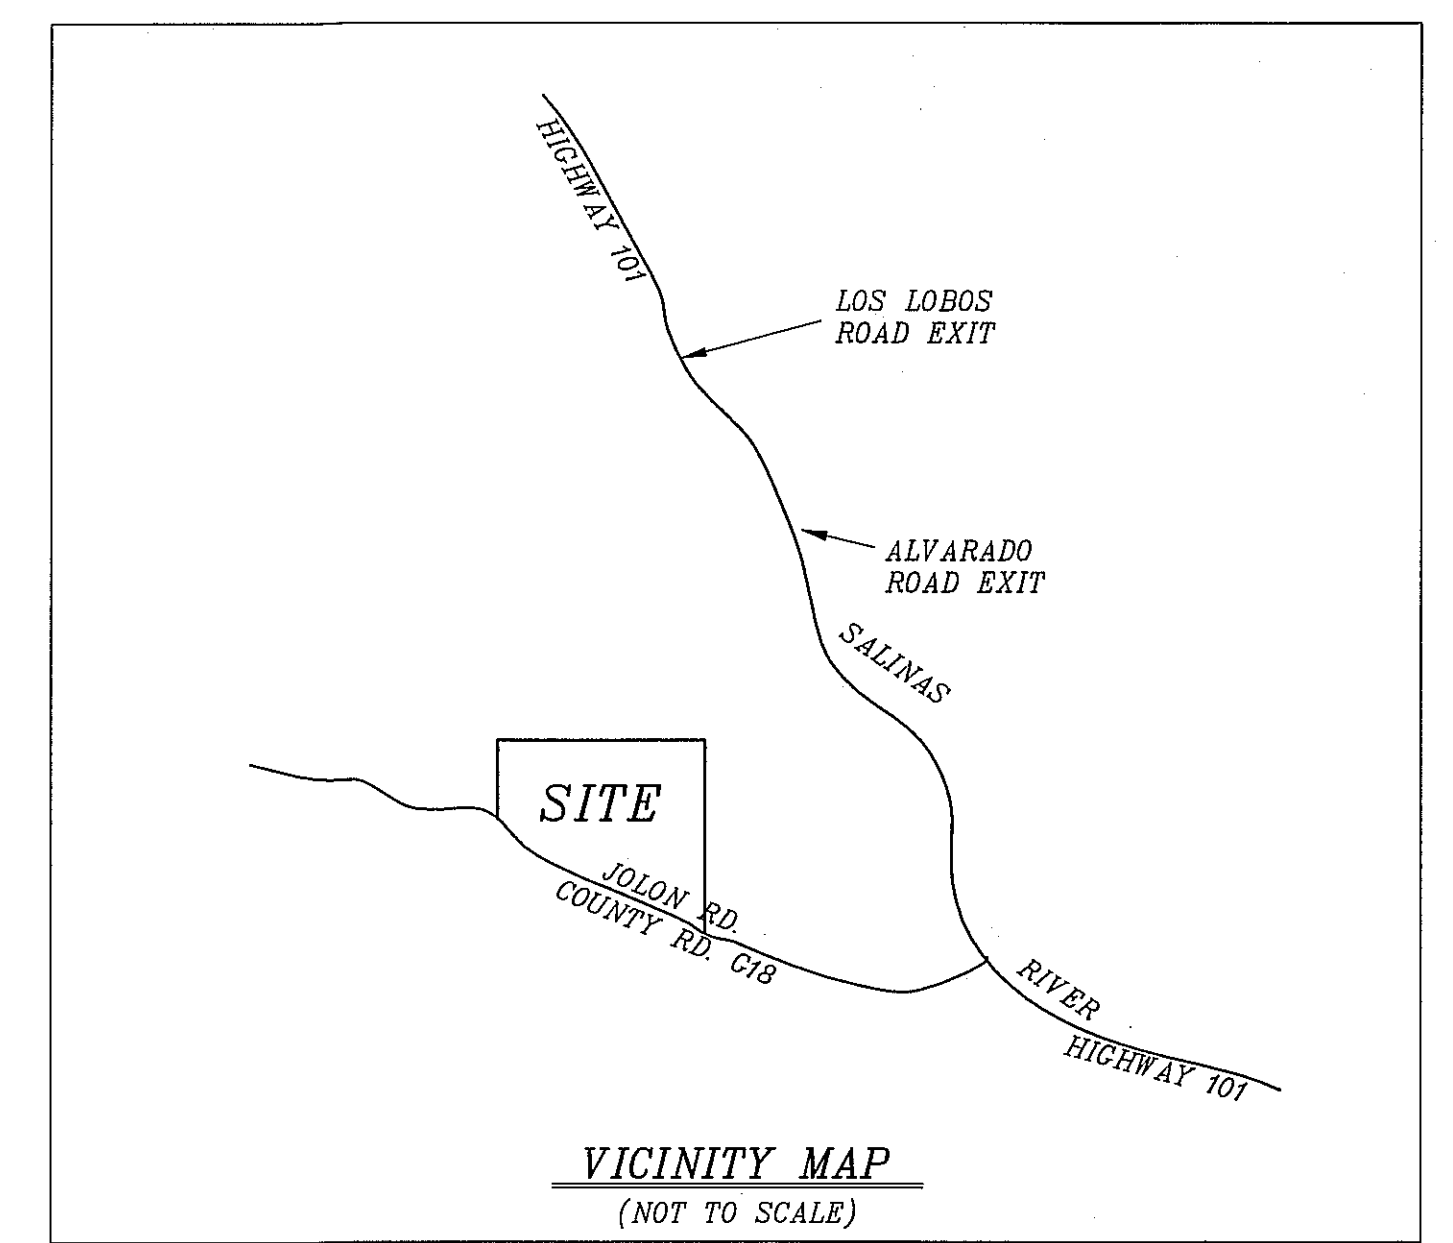 HIGHWAY 101
LOS LOBOS
ROAD EXIT
ALVARADO
ROAD EXIT
SALINAS
SITE
JOLON RD.
COUNTY RD. G18
RIVER
HIGHWAY 101
VICINITY MAP
(NOT TO SCALE)